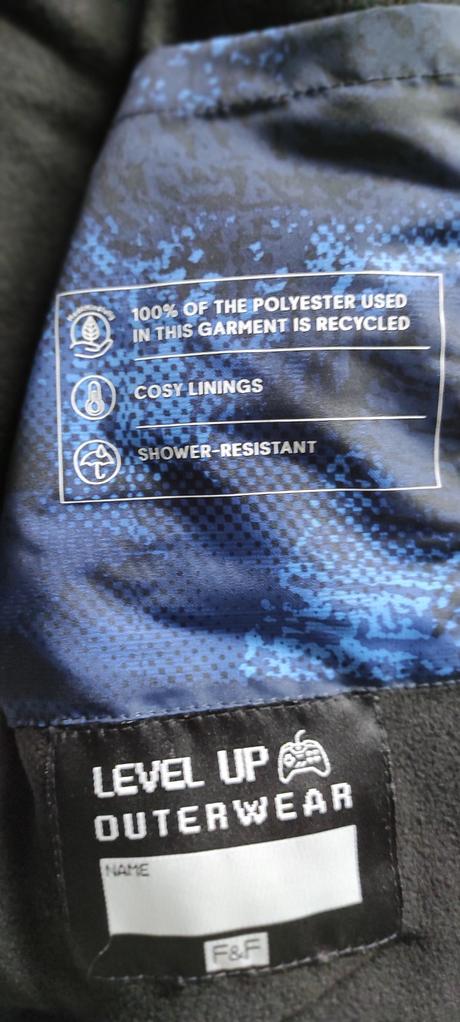 100% OF THE POLYESTER USED
IN THIS GARMENT IS RECYCLED
COSY LININGS
SHOWER-RESISTANT
LEVEL UP
OUTERWEAR
NAME
F&F